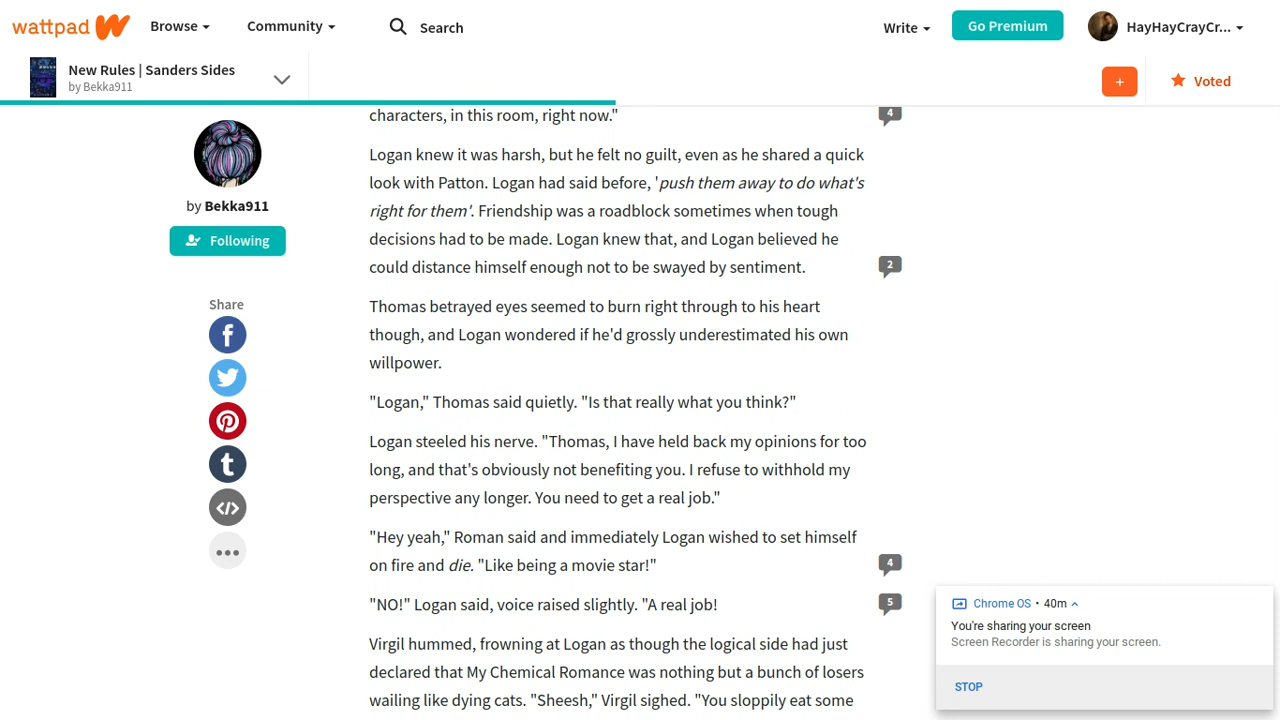 wattpad
Browse
Community
Search
Write
Go Premium
HayHayCrayCr...
New Rules | Sanders Sides
by Bekka911
+
Voted
characters, in this room, right now."
4
Logan knew it was harsh, but he felt no guilt, even as he shared a quick
look with Patton. Logan had said before, 'push them away to do what's
right for them'. Friendship was a roadblock sometimes when tough
decisions had to be made. Logan knew that, and Logan believed he
could distance himself enough not to be swayed by sentiment.
2
by Bekka911
Following
Share
Thomas betrayed eyes seemed to burn right through to his heart
though, and Logan wondered if he'd grossly underestimated his own
willpower.
"Logan," Thomas said quietly. "Is that really what you think?"
Logan steeled his nerve. "Thomas, I have held back my opinions for too
long, and that's obviously not benefiting you. I refuse to withhold my
perspective any longer. You need to get a real job."
"Hey yeah," Roman said and immediately Logan wished to set himself
on fire and die. "Like being a movie star!"
4
"NO!" Logan said, voice raised slightly. "A real job!
5
Virgil hummed, frowning at Logan as though the logical side had just
declared that My Chemical Romance was nothing but a bunch of losers
wailing like dying cats. "Sheesh," Virgil sighed. "You sloppily eat some
Chrome OS • 40m
You're sharing your screen
Screen Recorder is sharing your screen.
STOP